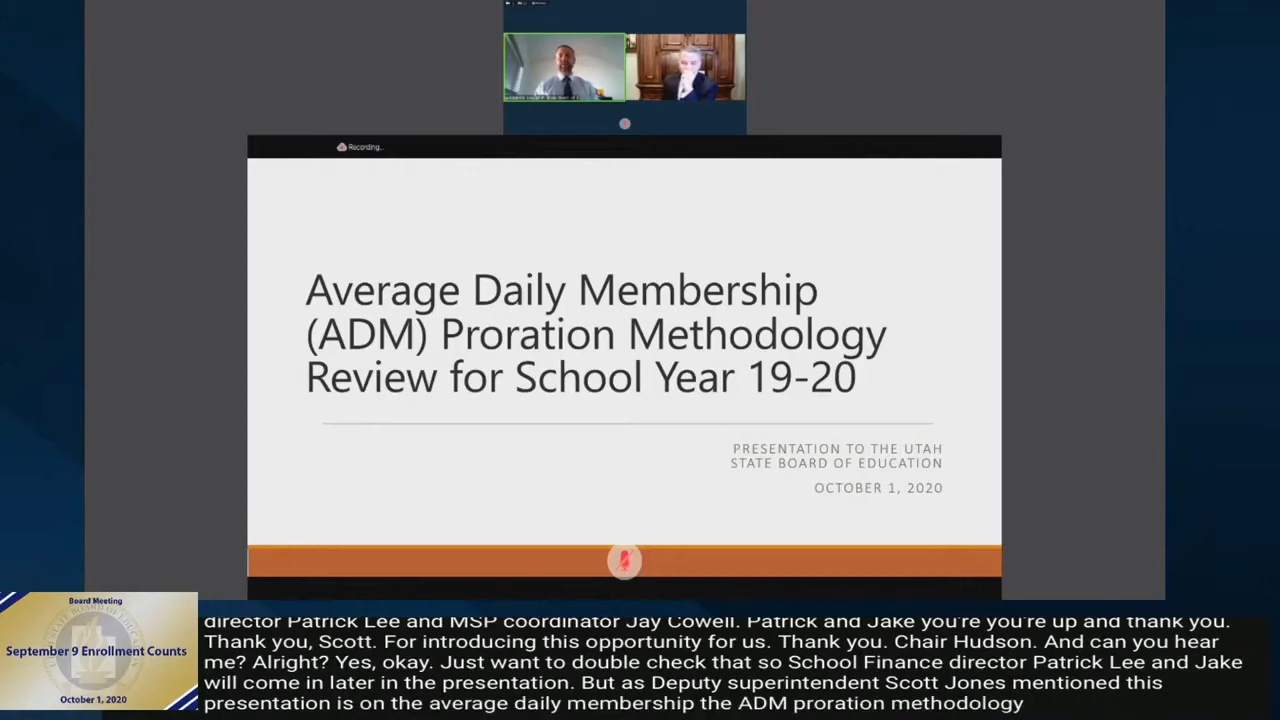 Recording...
Average Daily Membership
(ADM) Proration Methodology
Review for School Year 19-20
PRESENTATION TO THE UTAH
STATE BOARD OF EDUCATION
OCTOBER 1, 2020
Board Meeting
September 9 Enrollment Counts
October 1, 2020
director Patrick Lee and MSP coordinator Jay Cowell. Patrick and Jake you're you're up and thank you.
Thank you, Scott. For introducing this opportunity for us. Thank you. Chair Hudson. And can you hear
me? Alright? Yes, okay. Just want to double check that so School Finance director Patrick Lee and Jake
will come in later in the presentation. But as Deputy superintendent Scott Jones mentioned this
presentation is on the average daily membership the ADM proration methodology